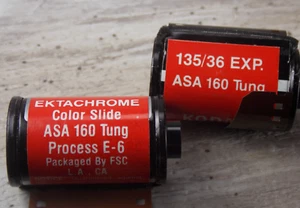 EKTACHROME
Color Slide
ASA 160 Tung
Process E-6
Packaged By FSC
L.A., CA
135/36 EXP.
ASA 160 Tung